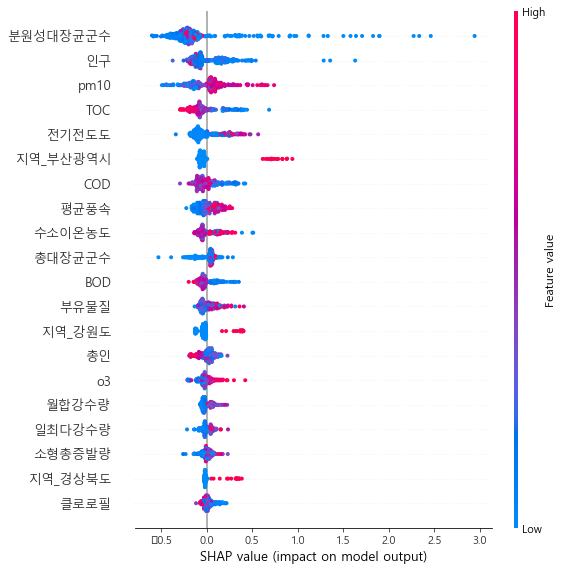 High
분원성대장균군수
인구
pm10
TOC
전기전도도
지역_부산광역시
COD
평균풍속
수소이온농도
총대장균군수
BOD
부유물질
지역_강원도
총인
o3
월합강수량
일최다강수량
소형총증발량
지역_경상북도
클로로필
Feature value
Low
□0.5 0.0 0.5 1.0 1.5 2.0 2.5 3.0
SHAP value (impact on model output)